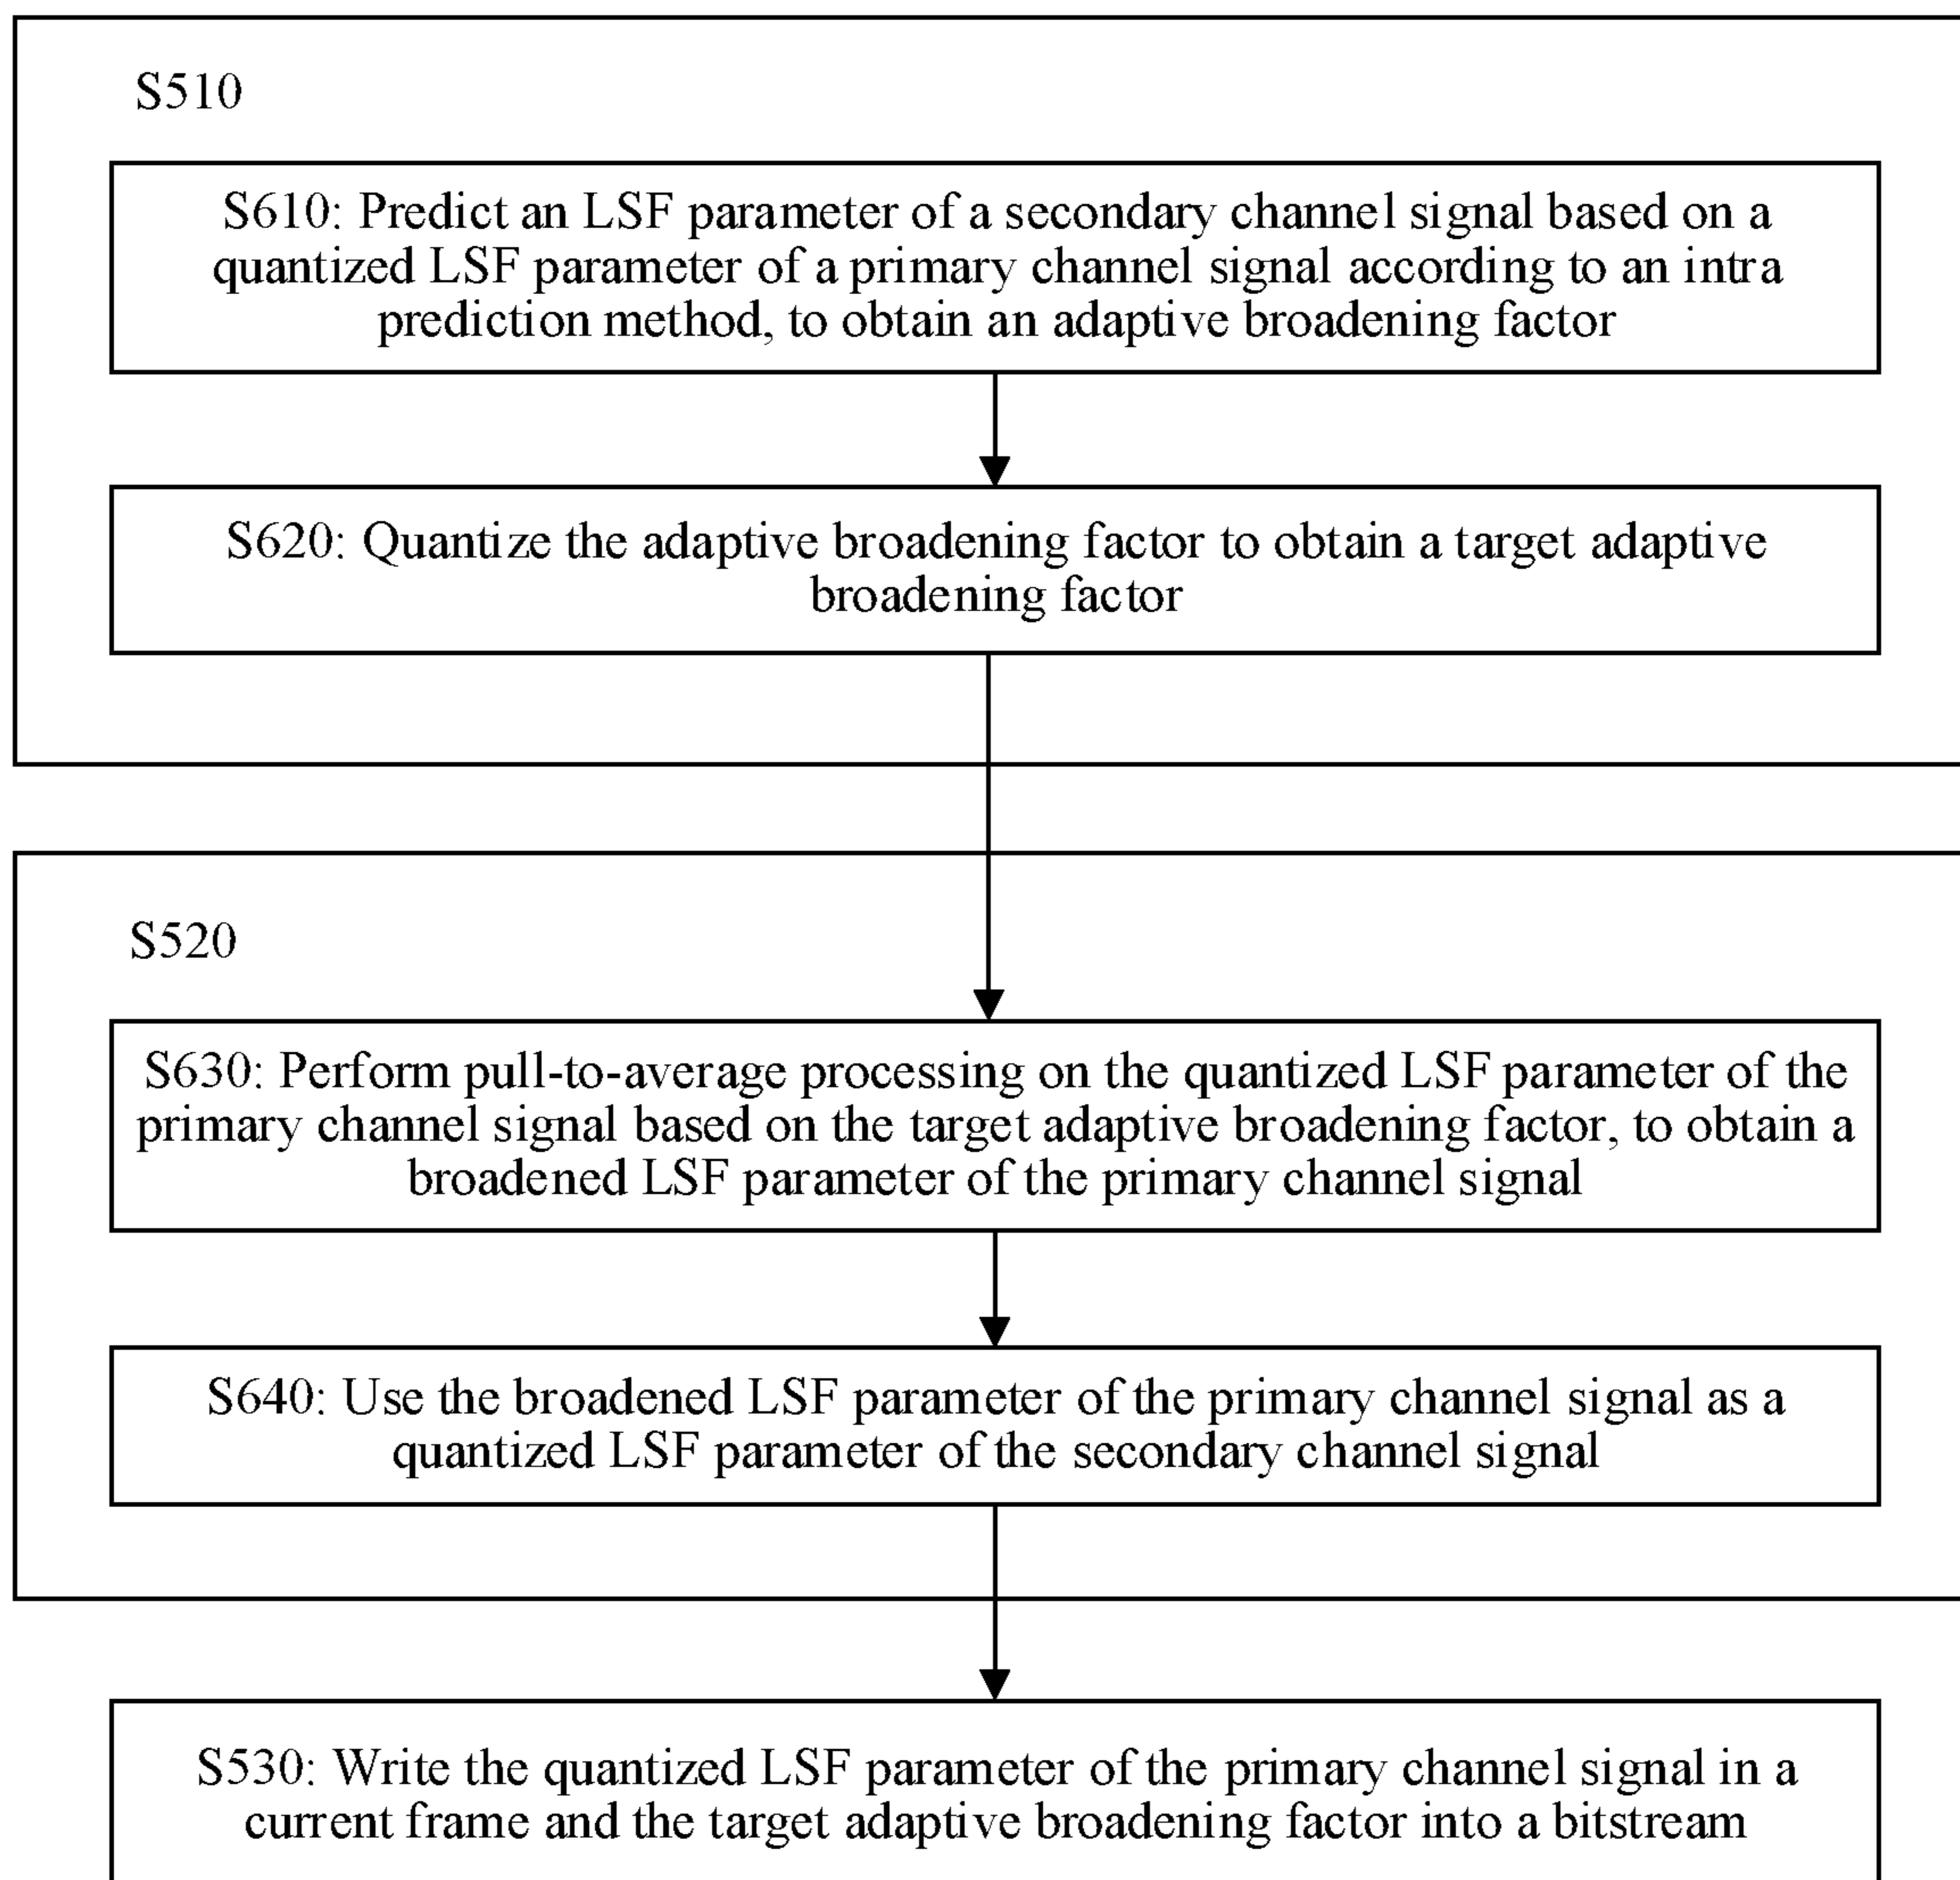 S510
S610: Predict an LSF parameter of a secondary channel signal based on a
quantized LSF parameter of a primary channel signal according to an intra
prediction method, to obtain an adaptive broadening factor
S620: Quantize the adaptive broadening factor to obtain a target adaptive
broadening factor
S520
S630: Perform pull-to-average processing on the quantized LSF parameter of the
primary channel signal based on the target adaptive broadening factor, to obtain a
broadened LSF parameter of the primary channel signal
S640: Use the broadened LSF parameter of the primary channel signal as a
quantized LSF parameter of the secondary channel signal
S530: Write the quantized LSF parameter of the primary channel signal in a
current frame and the target adaptive broadening factor into a bitstream